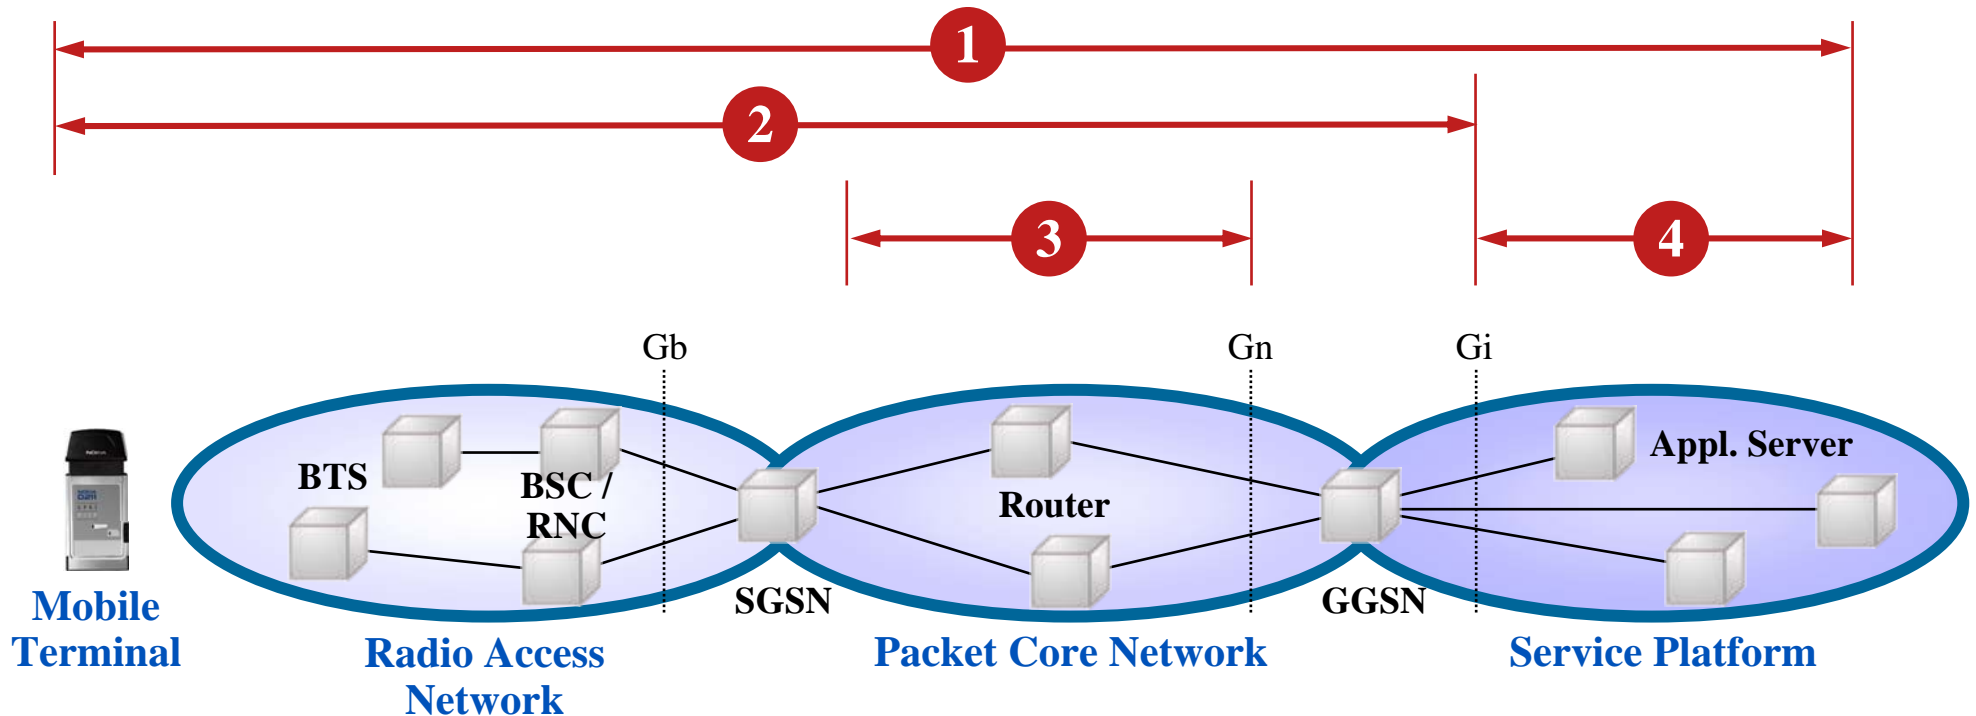 1
2
3
4
Gb
Gn
Gi
BTS
BSC /
RNC
Router
Appl. Server
SGSN
GGSN
Mobile
Terminal
Radio Access
Network
Packet Core Network
Service Platform